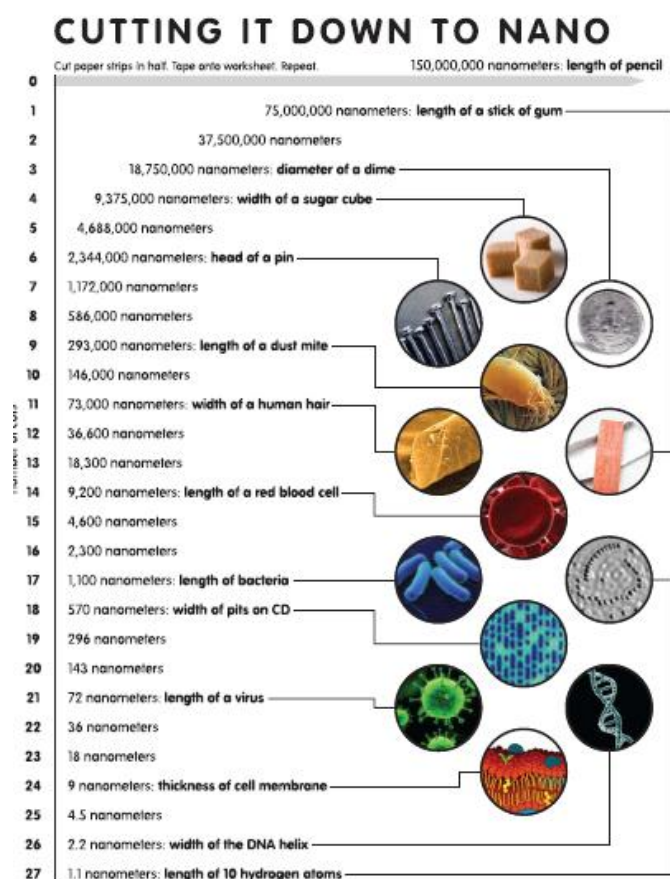 CUTTING IT DOWN TO NANO
Cut paper strips in half. Tape onto worksheet. Repeat.
150,000,000 nanometers: length of pencil
0
1 75,000,000 nanometers: length of a stick of gum
2 37,500,000 nanometers
3 18,750,000 nanometers: diameter of a dime
4 9,375,000 nanometers: width of a sugar cube
5 4,688,000 nanometers
6 2,344,000 nanometers: head of a pin
7 1,172,000 nanometers
8 586,000 nanometers
9 293,000 nanometers: length of a dust mite
10 146,000 nanometers
11 73,000 nanometers: width of a human hair
12 36,600 nanometers
13 18,300 nanometers
14 9,200 nanometers: length of a red blood cell
15 4,600 nanometers
16 2,300 nanometers
17 1,100 nanometers: length of bacteria
18 570 nanometers: width of pits on CD
19 296 nanometers
20 143 nanometers
21 72 nanometers: length of a virus
22 36 nanometers
23 18 nanometers
24 9 nanometers: thickness of cell membrane
25 4.5 nanometers
26 2.2 nanometers: width of the DNA helix
27 1.1 nanometers: length of 10 hydrogen atoms